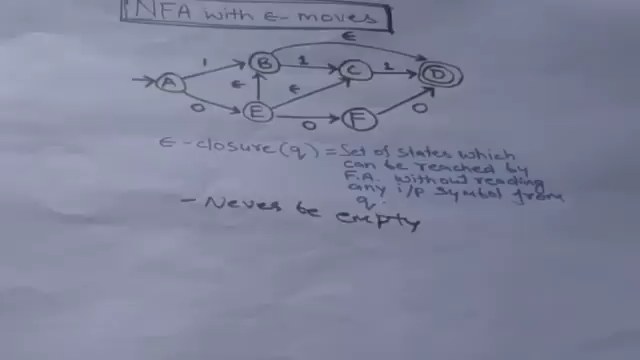 NFA with ε-moves
ε
A 1 B 1 C 1 D
ε ε
0 E 0 F 0
ε-closure(q) = Set of states which
can be reached by
F.A. without reading
any i/p symbol from
q.
- Never be empty